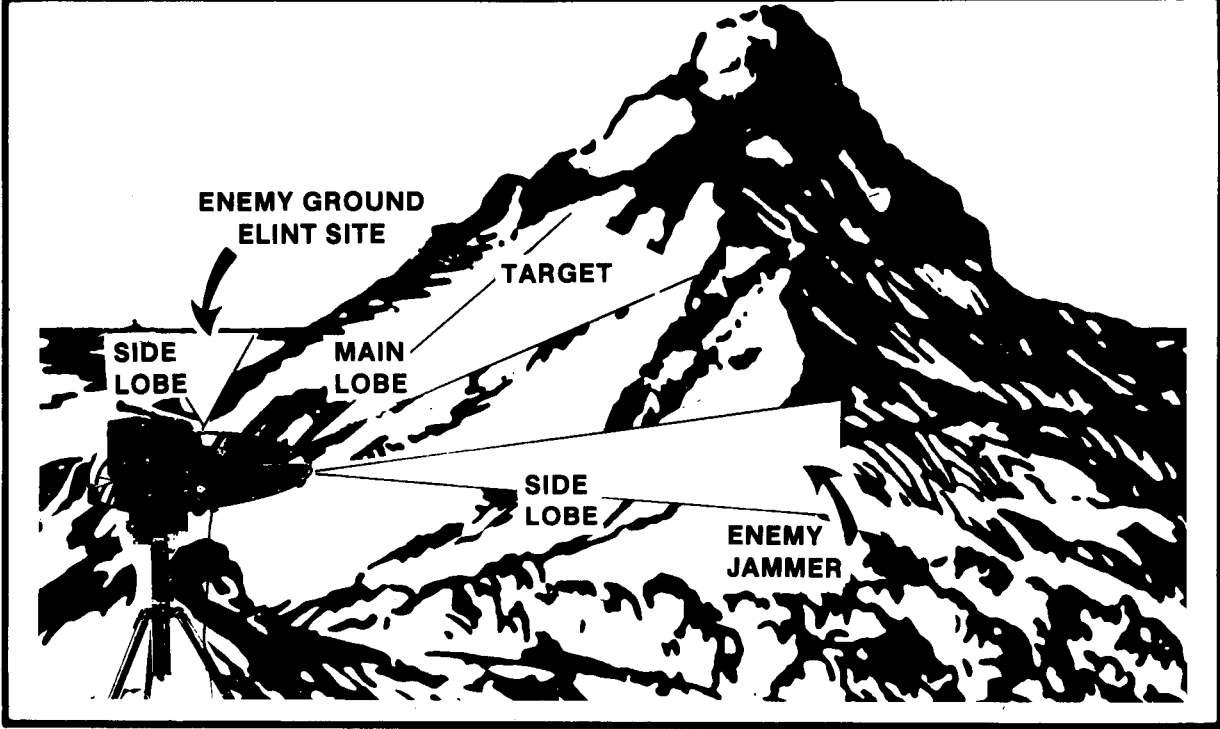 ENEMY GROUND
ELINT SITE
TARGET
SIDE
LOBE
MAIN
LOBE
SIDE
LOBE
ENEMY
JAMMER